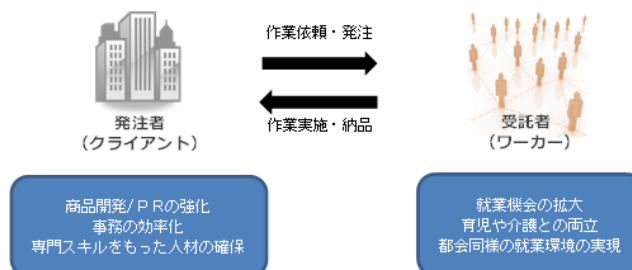 作業依頼・発注
作業実施・納品
発注者
（クライアント）
受託者
（ワーカー）
商品開発/ＰＲの強化
事務の効率化
専門スキルをもった人材の確保
就業機会の拡大
育児や介護との両立
都会同様の就業環境の実現